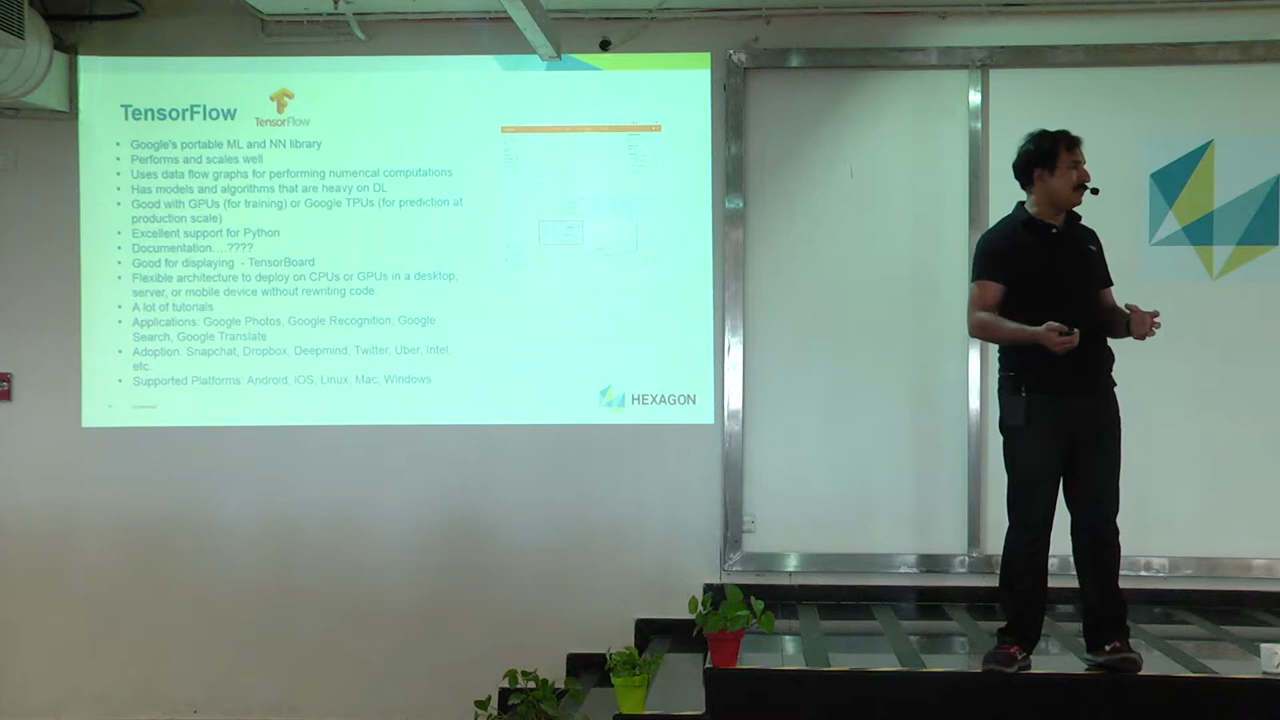 TensorFlow
TensorFlow
• Google's portable ML and NN library
• Performs and scales well
• Uses data flow graphs for performing numerical computations
• Has models and algorithms that are heavy on DL
• Good with GPUs (for training) or Google TPUs (for prediction at
production scale)
• Excellent support for Python
• Documentation....????
• Good for displaying - TensorBoard
• Flexible architecture to deploy on CPUs or GPUs in a desktop,
server, or mobile device without rewriting code.
• A lot of tutorials
• Applications: Google Photos, Google Recognition, Google
Search, Google Translate
• Adoption: Snapchat, Dropbox, Deepmind, Twitter, Uber, Intel,
etc.
• Supported Platforms: Android, iOS, Linux, Mac, Windows
HEXAGON